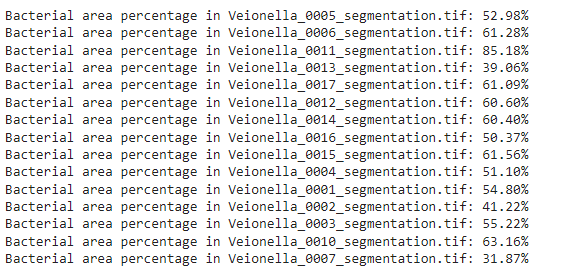 Bacterial area percentage in Veionella_0005_segmentation.tif: 52.98%
Bacterial area percentage in Veionella_0006_segmentation.tif: 61.28%
Bacterial area percentage in Veionella_0011_segmentation.tif: 85.18%
Bacterial area percentage in Veionella_0013_segmentation.tif: 39.06%
Bacterial area percentage in Veionella_0017_segmentation.tif: 61.09%
Bacterial area percentage in Veionella_0012_segmentation.tif: 60.60%
Bacterial area percentage in Veionella_0014_segmentation.tif: 60.40%
Bacterial area percentage in Veionella_0016_segmentation.tif: 50.37%
Bacterial area percentage in Veionella_0015_segmentation.tif: 61.56%
Bacterial area percentage in Veionella_0004_segmentation.tif: 51.10%
Bacterial area percentage in Veionella_0001_segmentation.tif: 54.80%
Bacterial area percentage in Veionella_0002_segmentation.tif: 41.22%
Bacterial area percentage in Veionella_0003_segmentation.tif: 55.22%
Bacterial area percentage in Veionella_0010_segmentation.tif: 63.16%
Bacterial area percentage in Veionella_0007_segmentation.tif: 31.87%